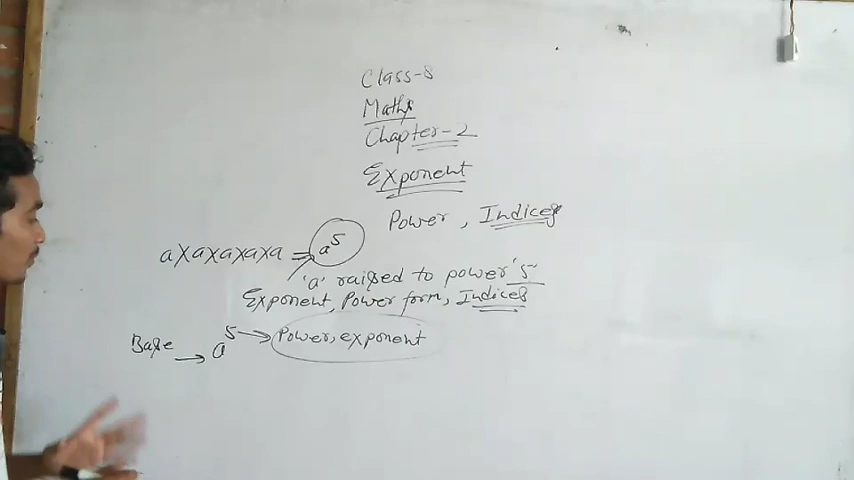 Class-8
Maths
Chapter-2
Exponent
Power, Indices
a×a×a×a×a = a⁵
'a' raised to power '5'
Exponent, Power form, Indices
Base → a⁵ → Power, exponent